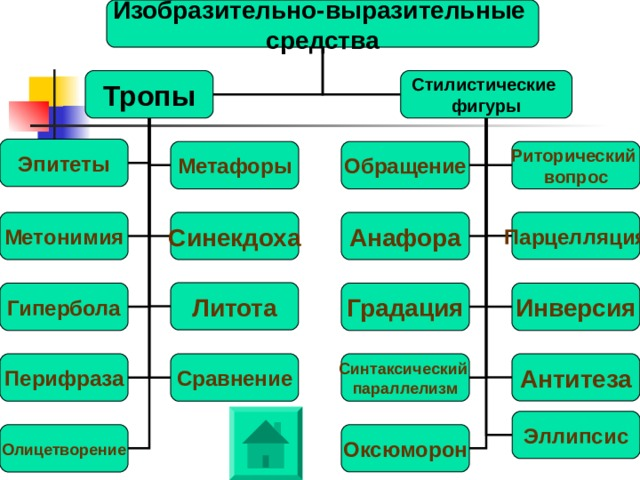 Изобразительно-выразительные
средства
Тропы
Стилистические
фигуры
Эпитеты
Метафоры
Обращение
Риторический
вопрос
Метонимия
Синекдоха
Анафора
Парцелляция
Гипербола
Литота
Градация
Инверсия
Перифраза
Сравнение
Синтаксический
параллелизм
Антитеза
Олицетворение
Оксюморон
Эллипсис